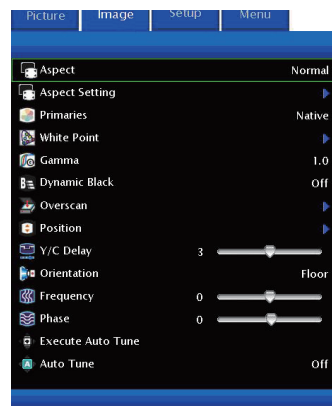 Picture Image Setup Menu
Aspect Normal
Aspect Setting
Primaries Native
White Point
Gamma 1.0
Dynamic Black Off
Overscan
Position
Y/C Delay 3
Orientation Floor
Frequency 0
Phase 0
Execute Auto Tune
Auto Tune Off